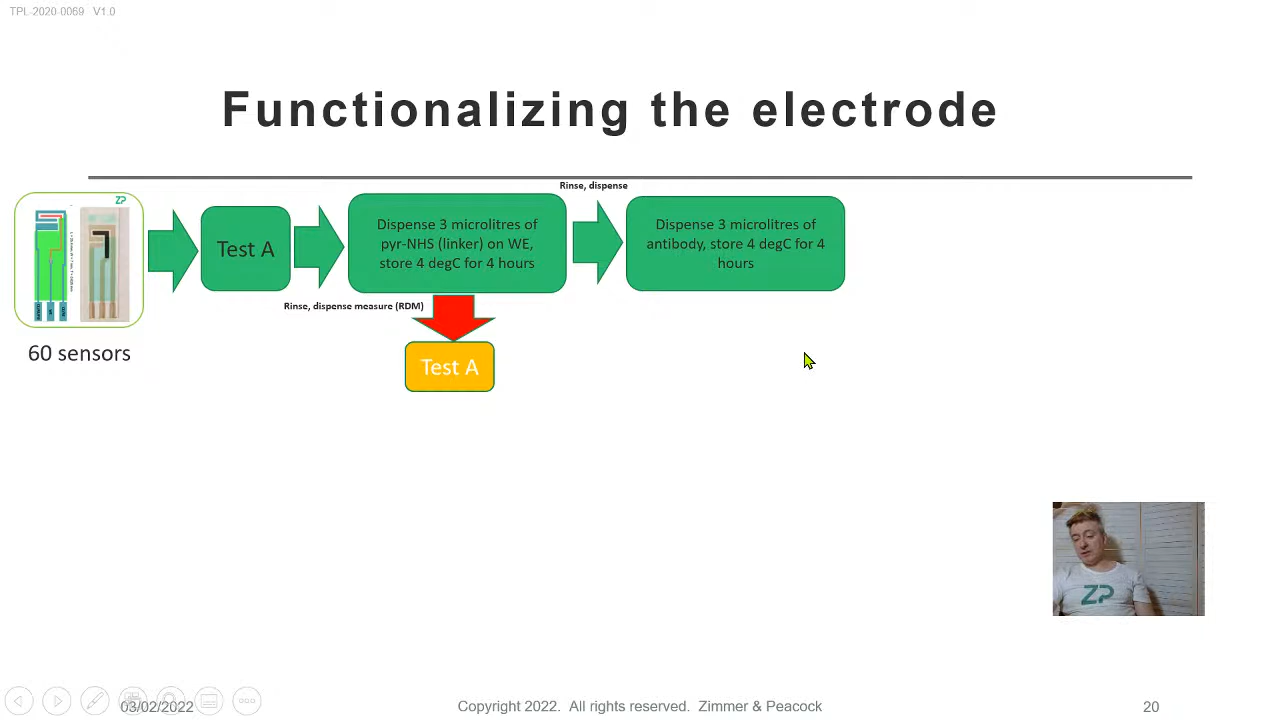 TPL-2020-0069 V1.0
Functionalizing the electrode
Rinse, dispense
ZP
Test A
Dispense 3 microlitres of
pyr-NHS (linker) on WE,
store 4 degC for 4 hours
Dispense 3 microlitres of
antibody, store 4 degC for 4
hours
Rinse, dispense measure (RDM)
60 sensors
Test A
ZP
03/02/2022
Copyright 2022. All rights reserved. Zimmer & Peacock
20